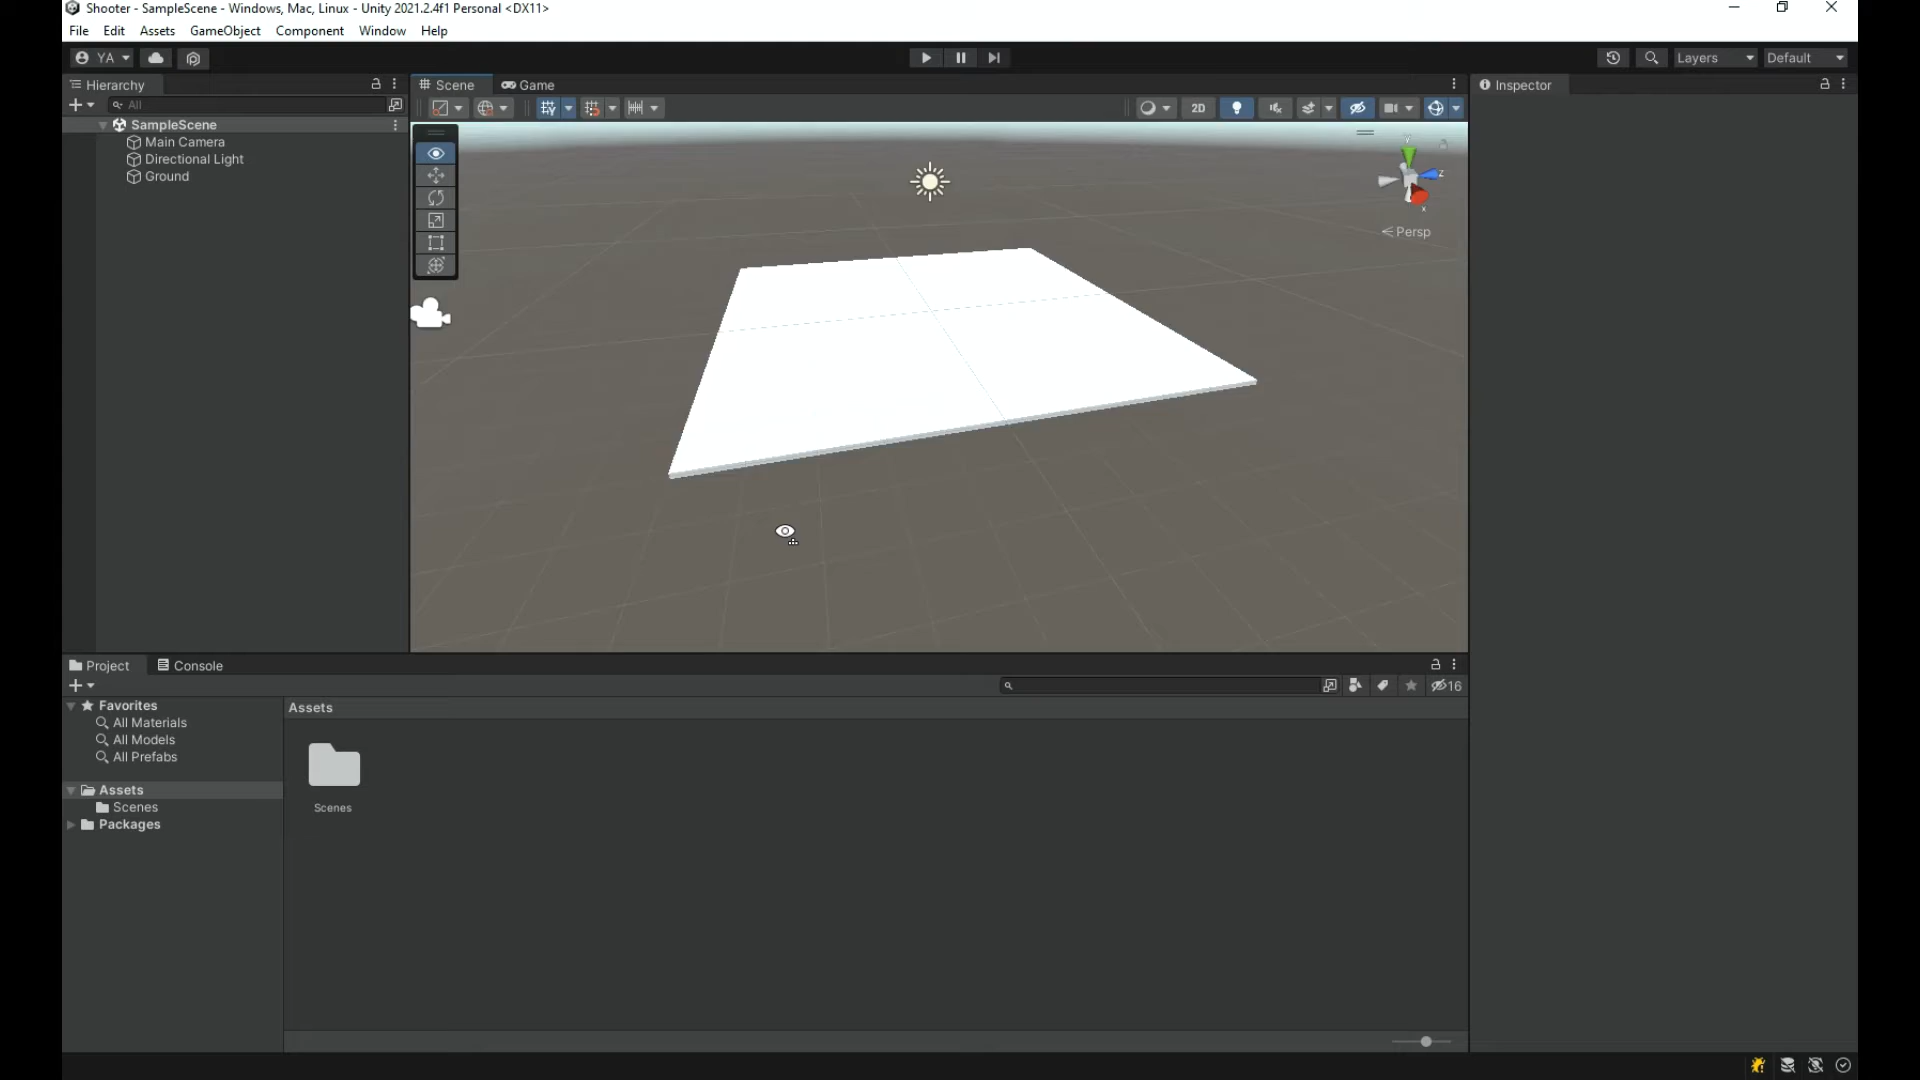 Shooter - SampleScene - Windows, Mac, Linux - Unity 2021.2.4f1 Personal <DX11>
File Edit Assets GameObject Component Window Help
YA Layers Default
Hierarchy Scene Game Inspector
All 2D
SampleScene
Main Camera
Directional Light
Ground
y
z
x
Persp
Project Console
16
Favorites Assets
All Materials
All Models
All Prefabs
Assets
Scenes
Packages
Scenes